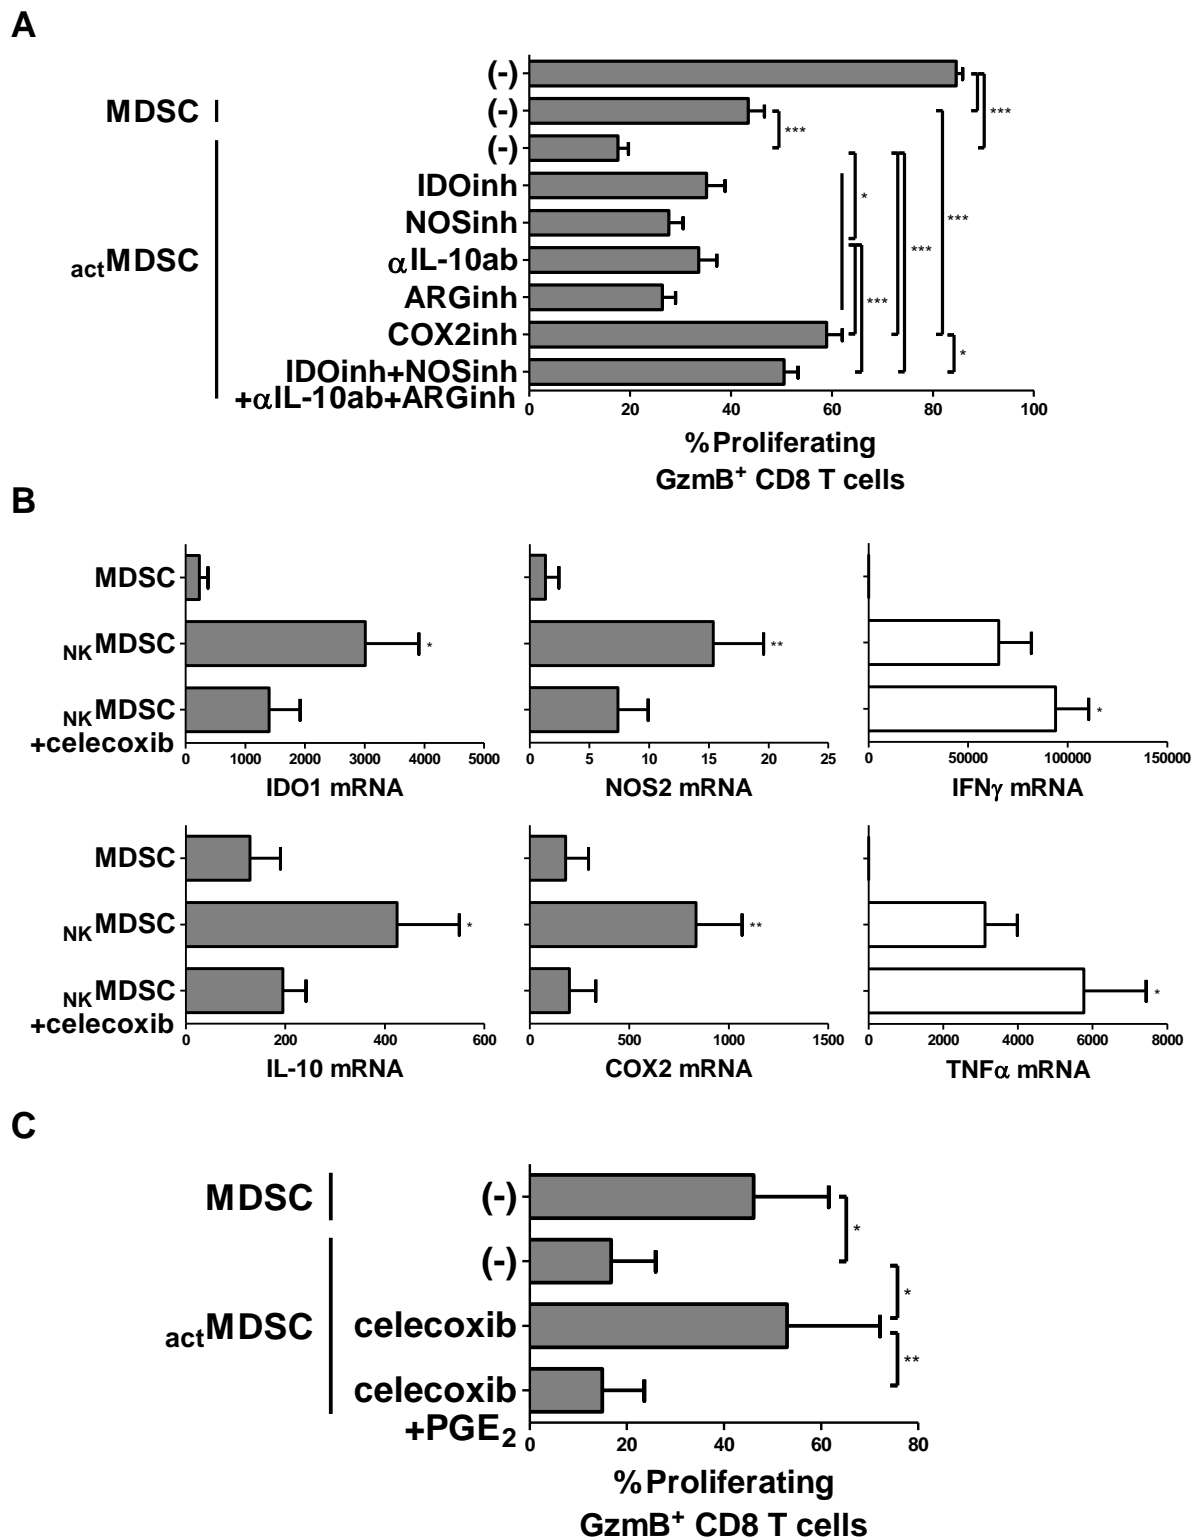 A
(-)
MDSC (-) ***
(-) ***
IDOinh *
NOSinh ***
actMDSC αIL-10ab ***
ARGinh ***
COX2inh
IDOinh+NOSinh *
+αIL-10ab+ARGinh
0 20 40 60 80 100
%Proliferating
GzmB+ CD8 T cells
B
MDSC
NKMDSC * **
NKMDSC *
+celecoxib
0 1000 2000 3000 4000 5000 0 5 10 15 20 25 0 50000 100000 150000
IDO1 mRNA NOS2 mRNA IFNγ mRNA
MDSC
NKMDSC * **
NKMDSC *
+celecoxib
0 200 400 600 0 500 1000 1500 0 2000 4000 6000 8000
IL-10 mRNA COX2 mRNA TNFα mRNA
C
MDSC (-)
*
(-)
*
actMDSC celecoxib
**
celecoxib
+PGE2
0 20 40 60 80
%Proliferating
GzmB+ CD8 T cells